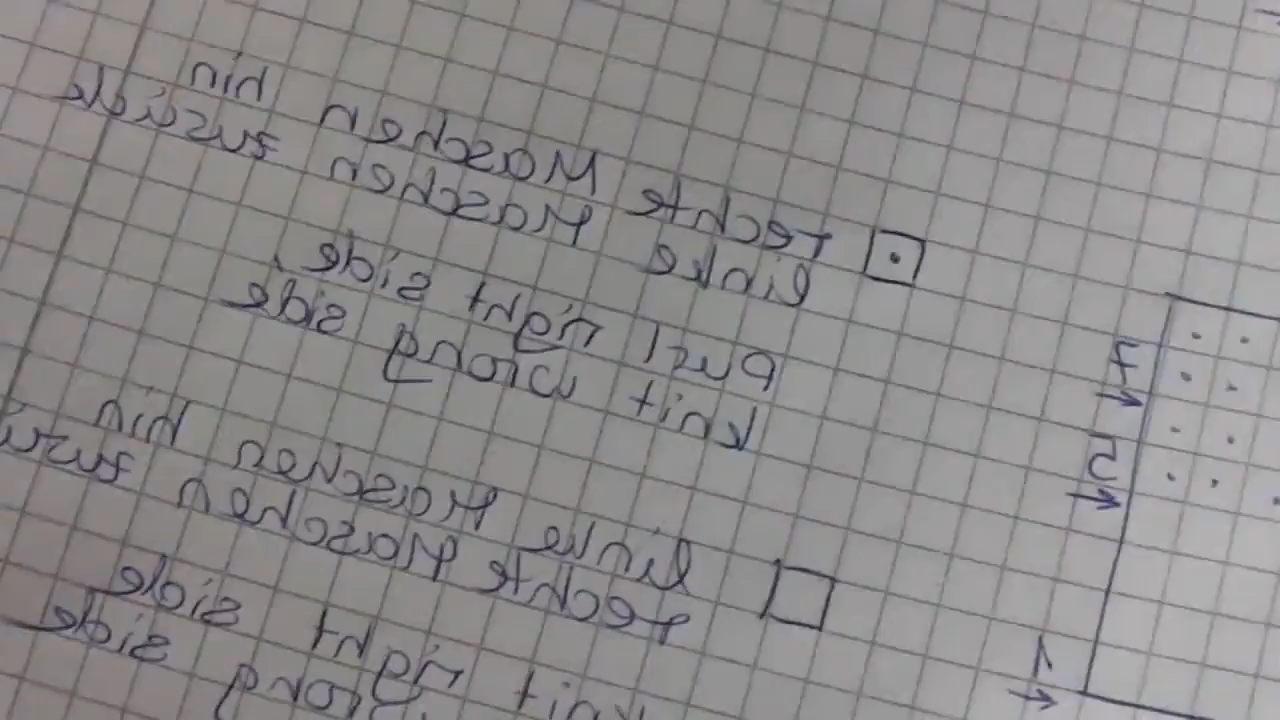 rechte Maschen hin
linke Maschen zurück
purl right side
knit wrong side
7
5
linke Maschen hin
rechte Maschen
knit right side
wrong side
1